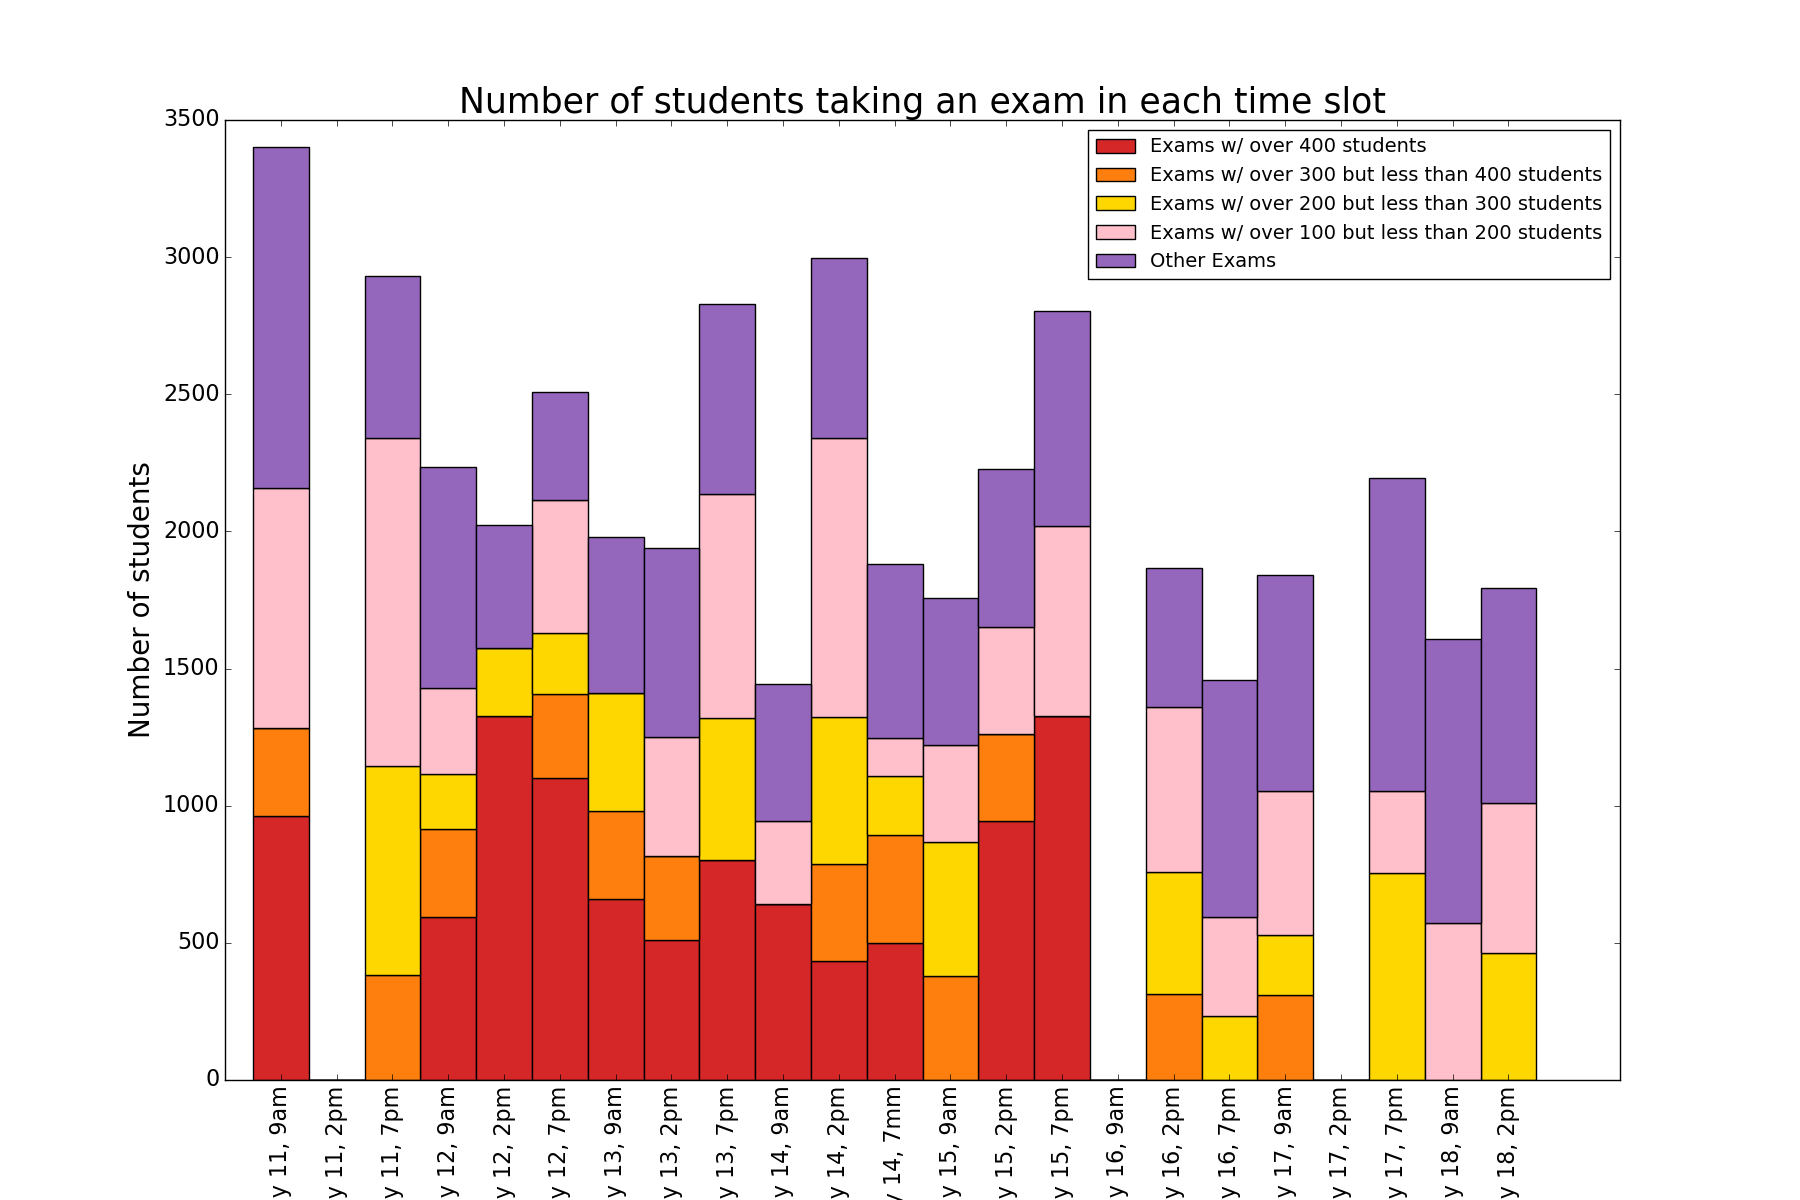 Number of students taking an exam in each time slot
Exams w/ over 400 students
Exams w/ over 300 but less than 400 students
Exams w/ over 200 but less than 300 students
Exams w/ over 100 but less than 200 students
Other Exams
Number of students
3500
3000
2500
2000
1500
1000
500
0
y 11, 9am
y 11, 2pm
y 11, 7pm
y 12, 9am
y 12, 2pm
y 12, 7pm
y 13, 9am
y 13, 2pm
y 13, 7pm
y 14, 9am
y 14, 2pm
y 14, 7mm
y 15, 9am
y 15, 2pm
y 15, 7pm
y 16, 9am
y 16, 2pm
y 16, 7pm
y 17, 9am
y 17, 2pm
y 17, 7pm
y 18, 9am
y 18, 2pm